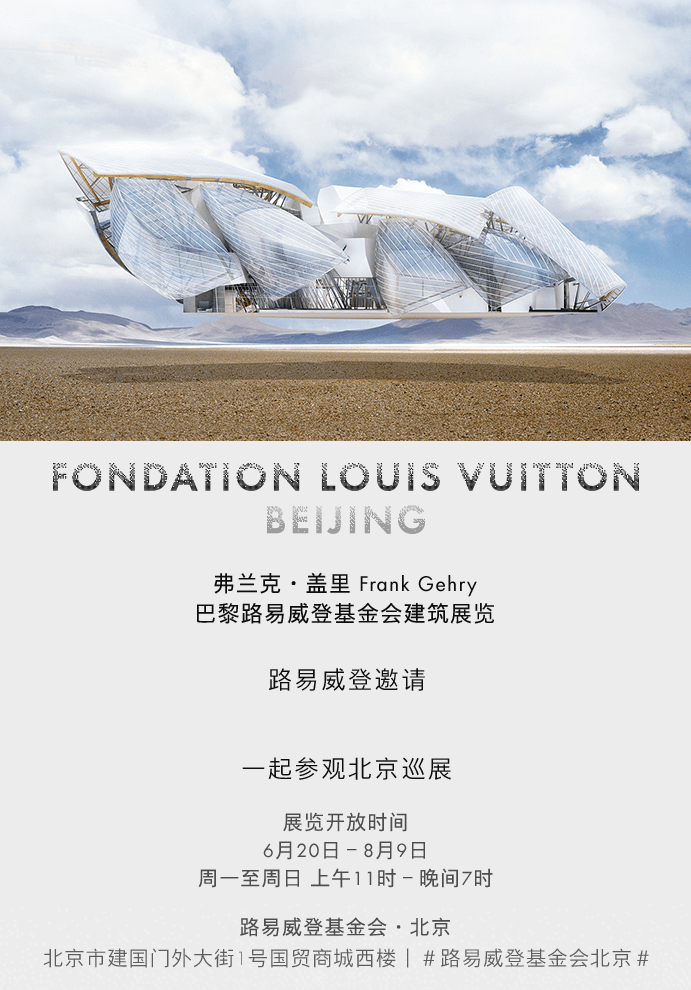 FONDATION LOUIS VUITTON
BEIJING
弗兰克·盖里 Frank Gehry
巴黎路易威登基金会建筑展览
路易威登邀请
一起参观北京巡展
展览开放时间
6月20日－8月9日
周一至周日 上午11时－晚间7时
路易威登基金会·北京
北京市建国门外大街1号国贸商城西楼丨#路易威登基金会北京#